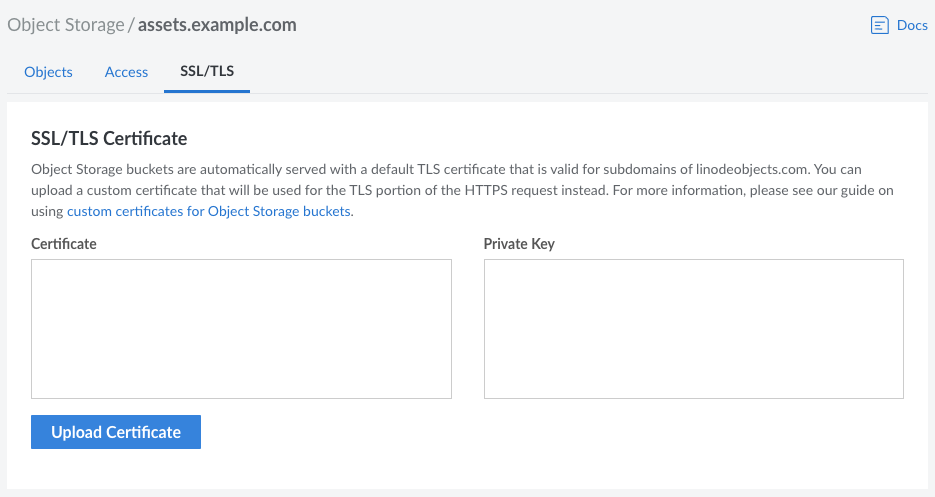 Object Storage / assets.example.com
Docs
Objects Access SSL/TLS
SSL/TLS Certificate
Object Storage buckets are automatically served with a default TLS certificate that is valid for subdomains of linodeobjects.com. You can
upload a custom certificate that will be used for the TLS portion of the HTTPS request instead. For more information, please see our guide on
using custom certificates for Object Storage buckets.
Certificate
Private Key
Upload Certificate